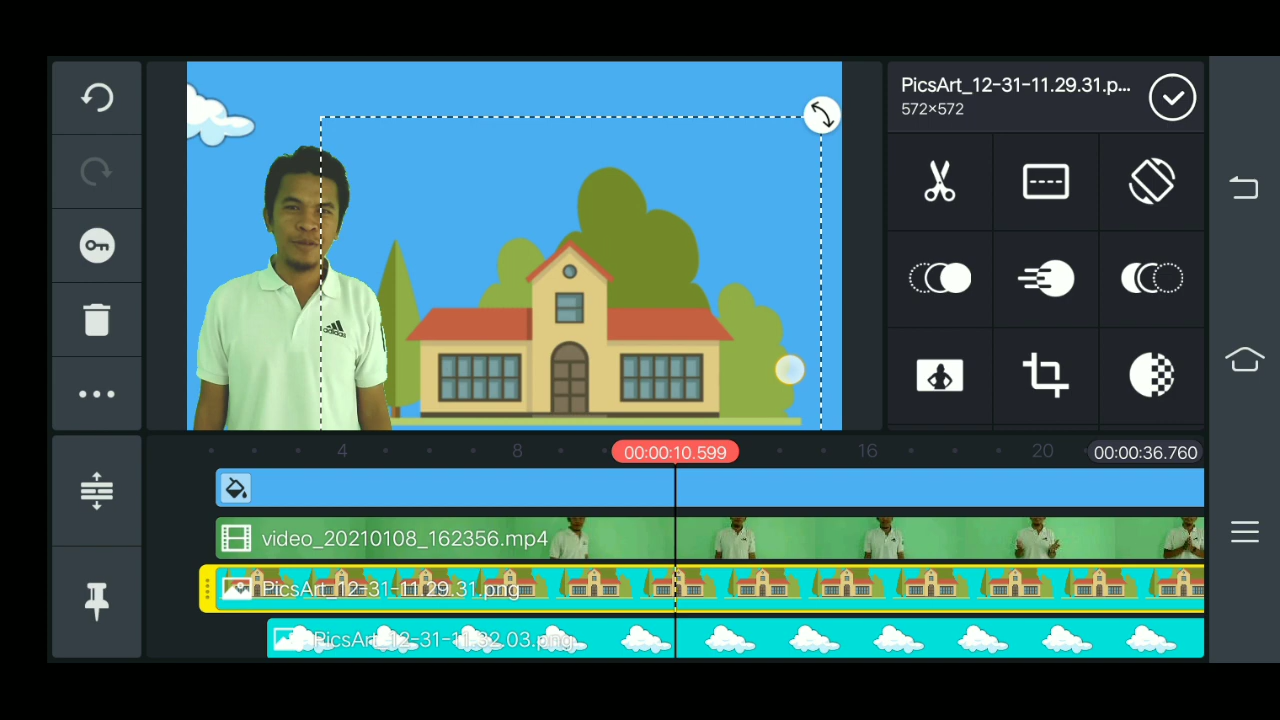 PicsArt_12-31-11.29.31.p...
572×572
adidas
4
8
00:00:10.599
16
20
00:00:36.760
video_20210108_162356.mp4
PicsArt_12-31-11.29.31.png
PicsArt_12-31-11.32.03.png